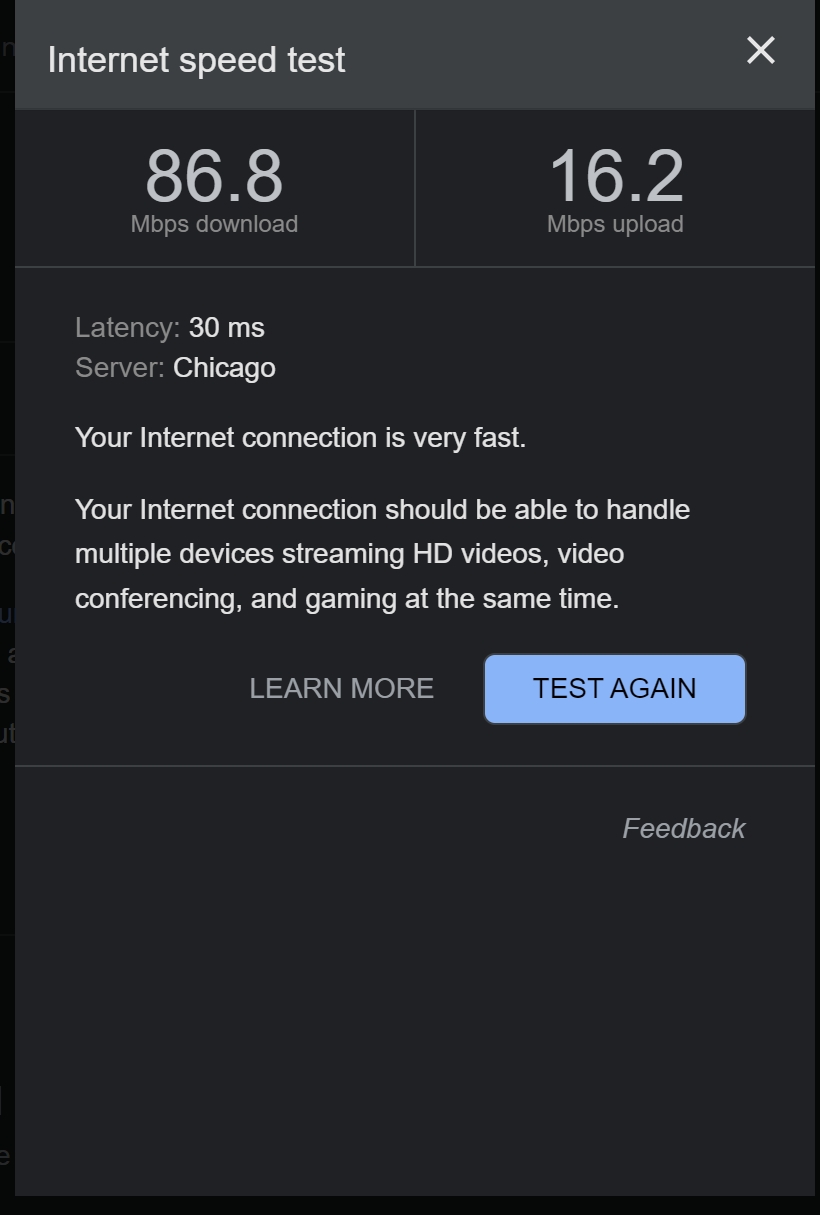 Internet speed test
86.8
Mbps download
16.2
Mbps upload
Latency: 30 ms
Server: Chicago
Your Internet connection is very fast.
Your Internet connection should be able to handle
multiple devices streaming HD videos, video
conferencing, and gaming at the same time.
LEARN MORE
TEST AGAIN
Feedback